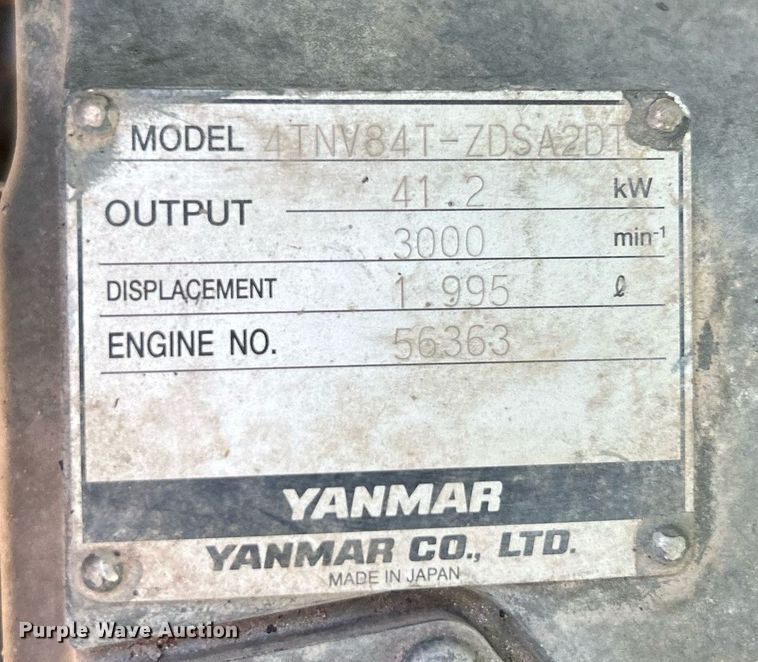 MODEL 4TNV84T-ZDSA2DT
OUTPUT 41.2 kW
3000 min-1
DISPLACEMENT 1.995 ℓ
ENGINE NO. 56363
YANMAR
YANMAR CO., LTD.
MADE IN JAPAN
Purple Wave Auction